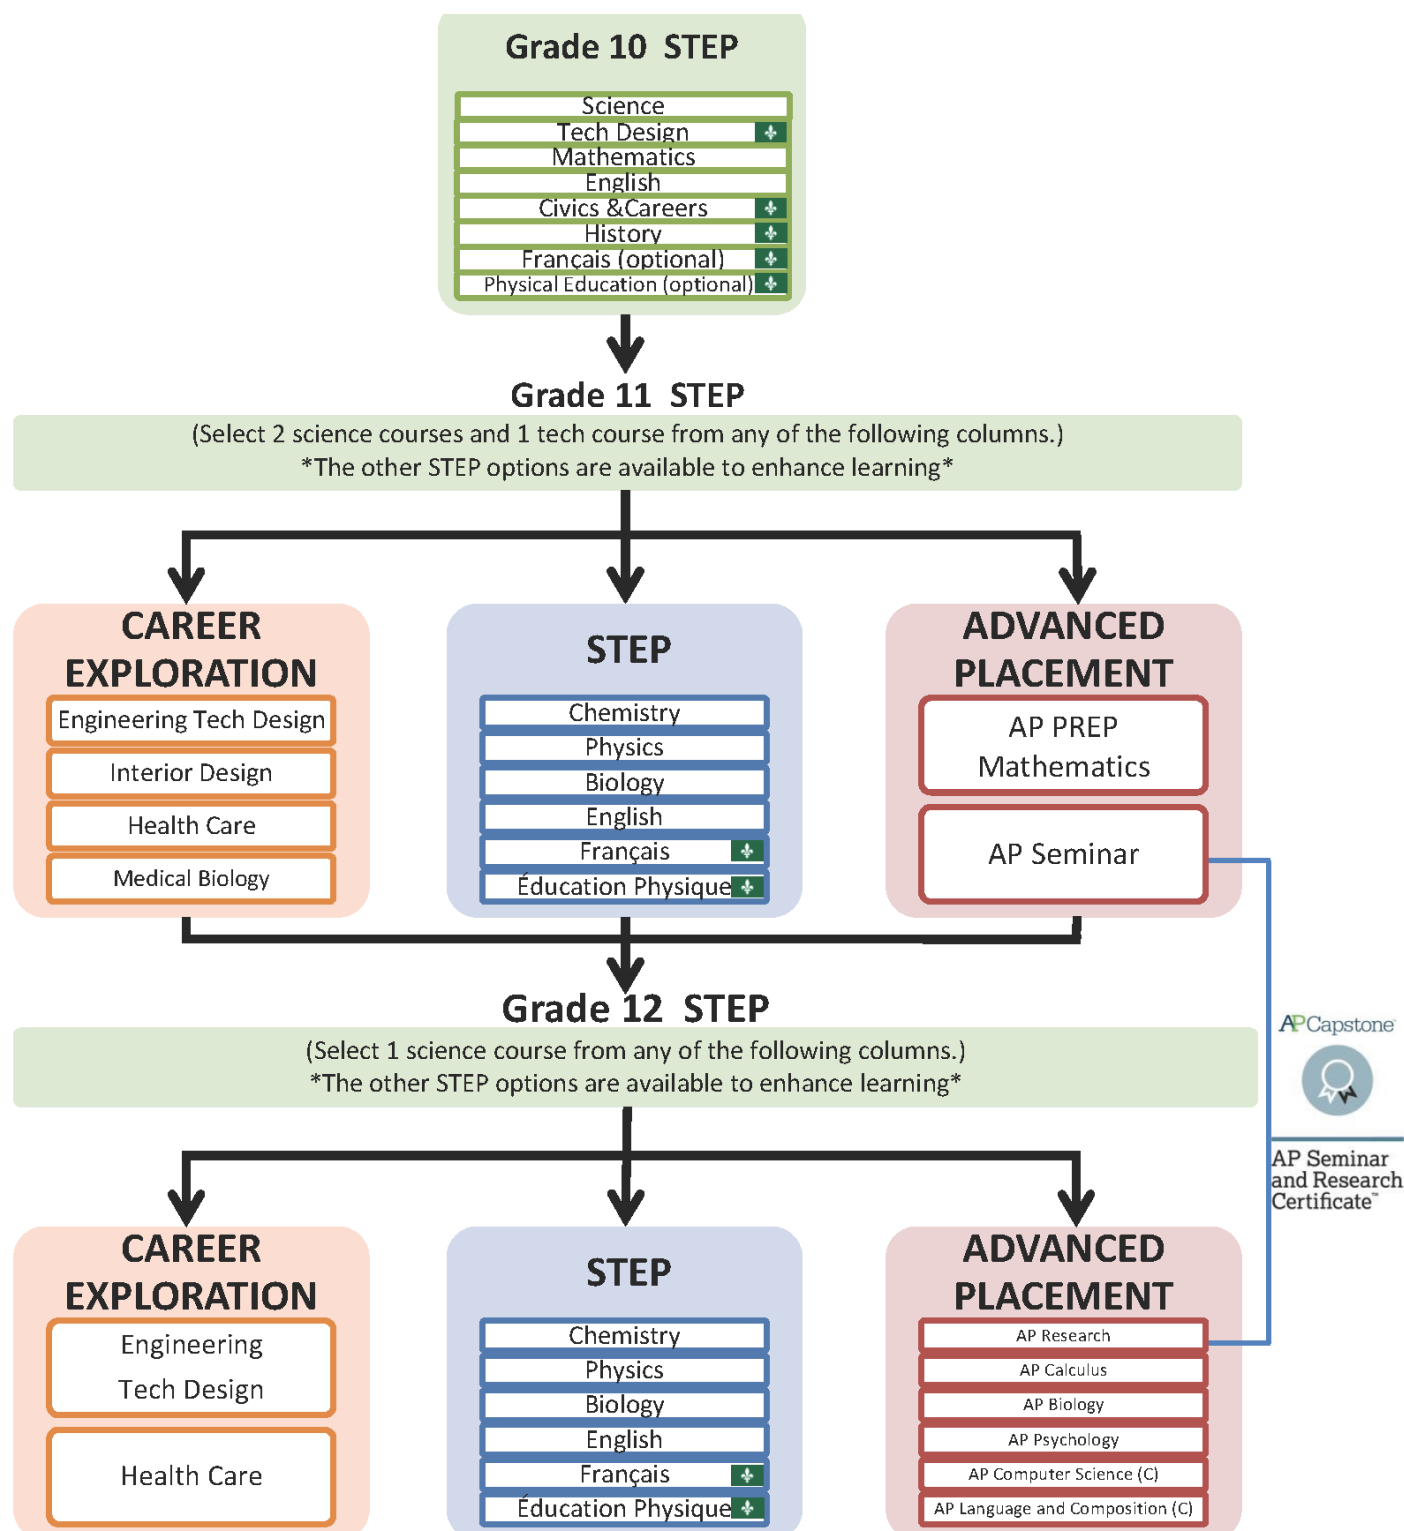 Grade 10 STEP
Science
Tech Design
Mathematics
English
Civics &Careers
History
Français (optional)
Physical Education (optional)
Grade 11 STEP
(Select 2 science courses and 1 tech course from any of the following columns.)
*The other STEP options are available to enhance learning*
CAREER
EXPLORATION
Engineering Tech Design
Interior Design
Health Care
Medical Biology
STEP
Chemistry
Physics
Biology
English
Français
Éducation Physique
ADVANCED
PLACEMENT
AP PREP
Mathematics
AP Seminar
Grade 12 STEP
(Select 1 science course from any of the following columns.)
*The other STEP options are available to enhance learning*
APCapstone™
AP Seminar
and Research
Certificate™
CAREER
EXPLORATION
Engineering
Tech Design
Health Care
STEP
Chemistry
Physics
Biology
English
Français
Éducation Physique
ADVANCED
PLACEMENT
AP Research
AP Calculus
AP Biology
AP Psychology
AP Computer Science (C)
AP Language and Composition (C)